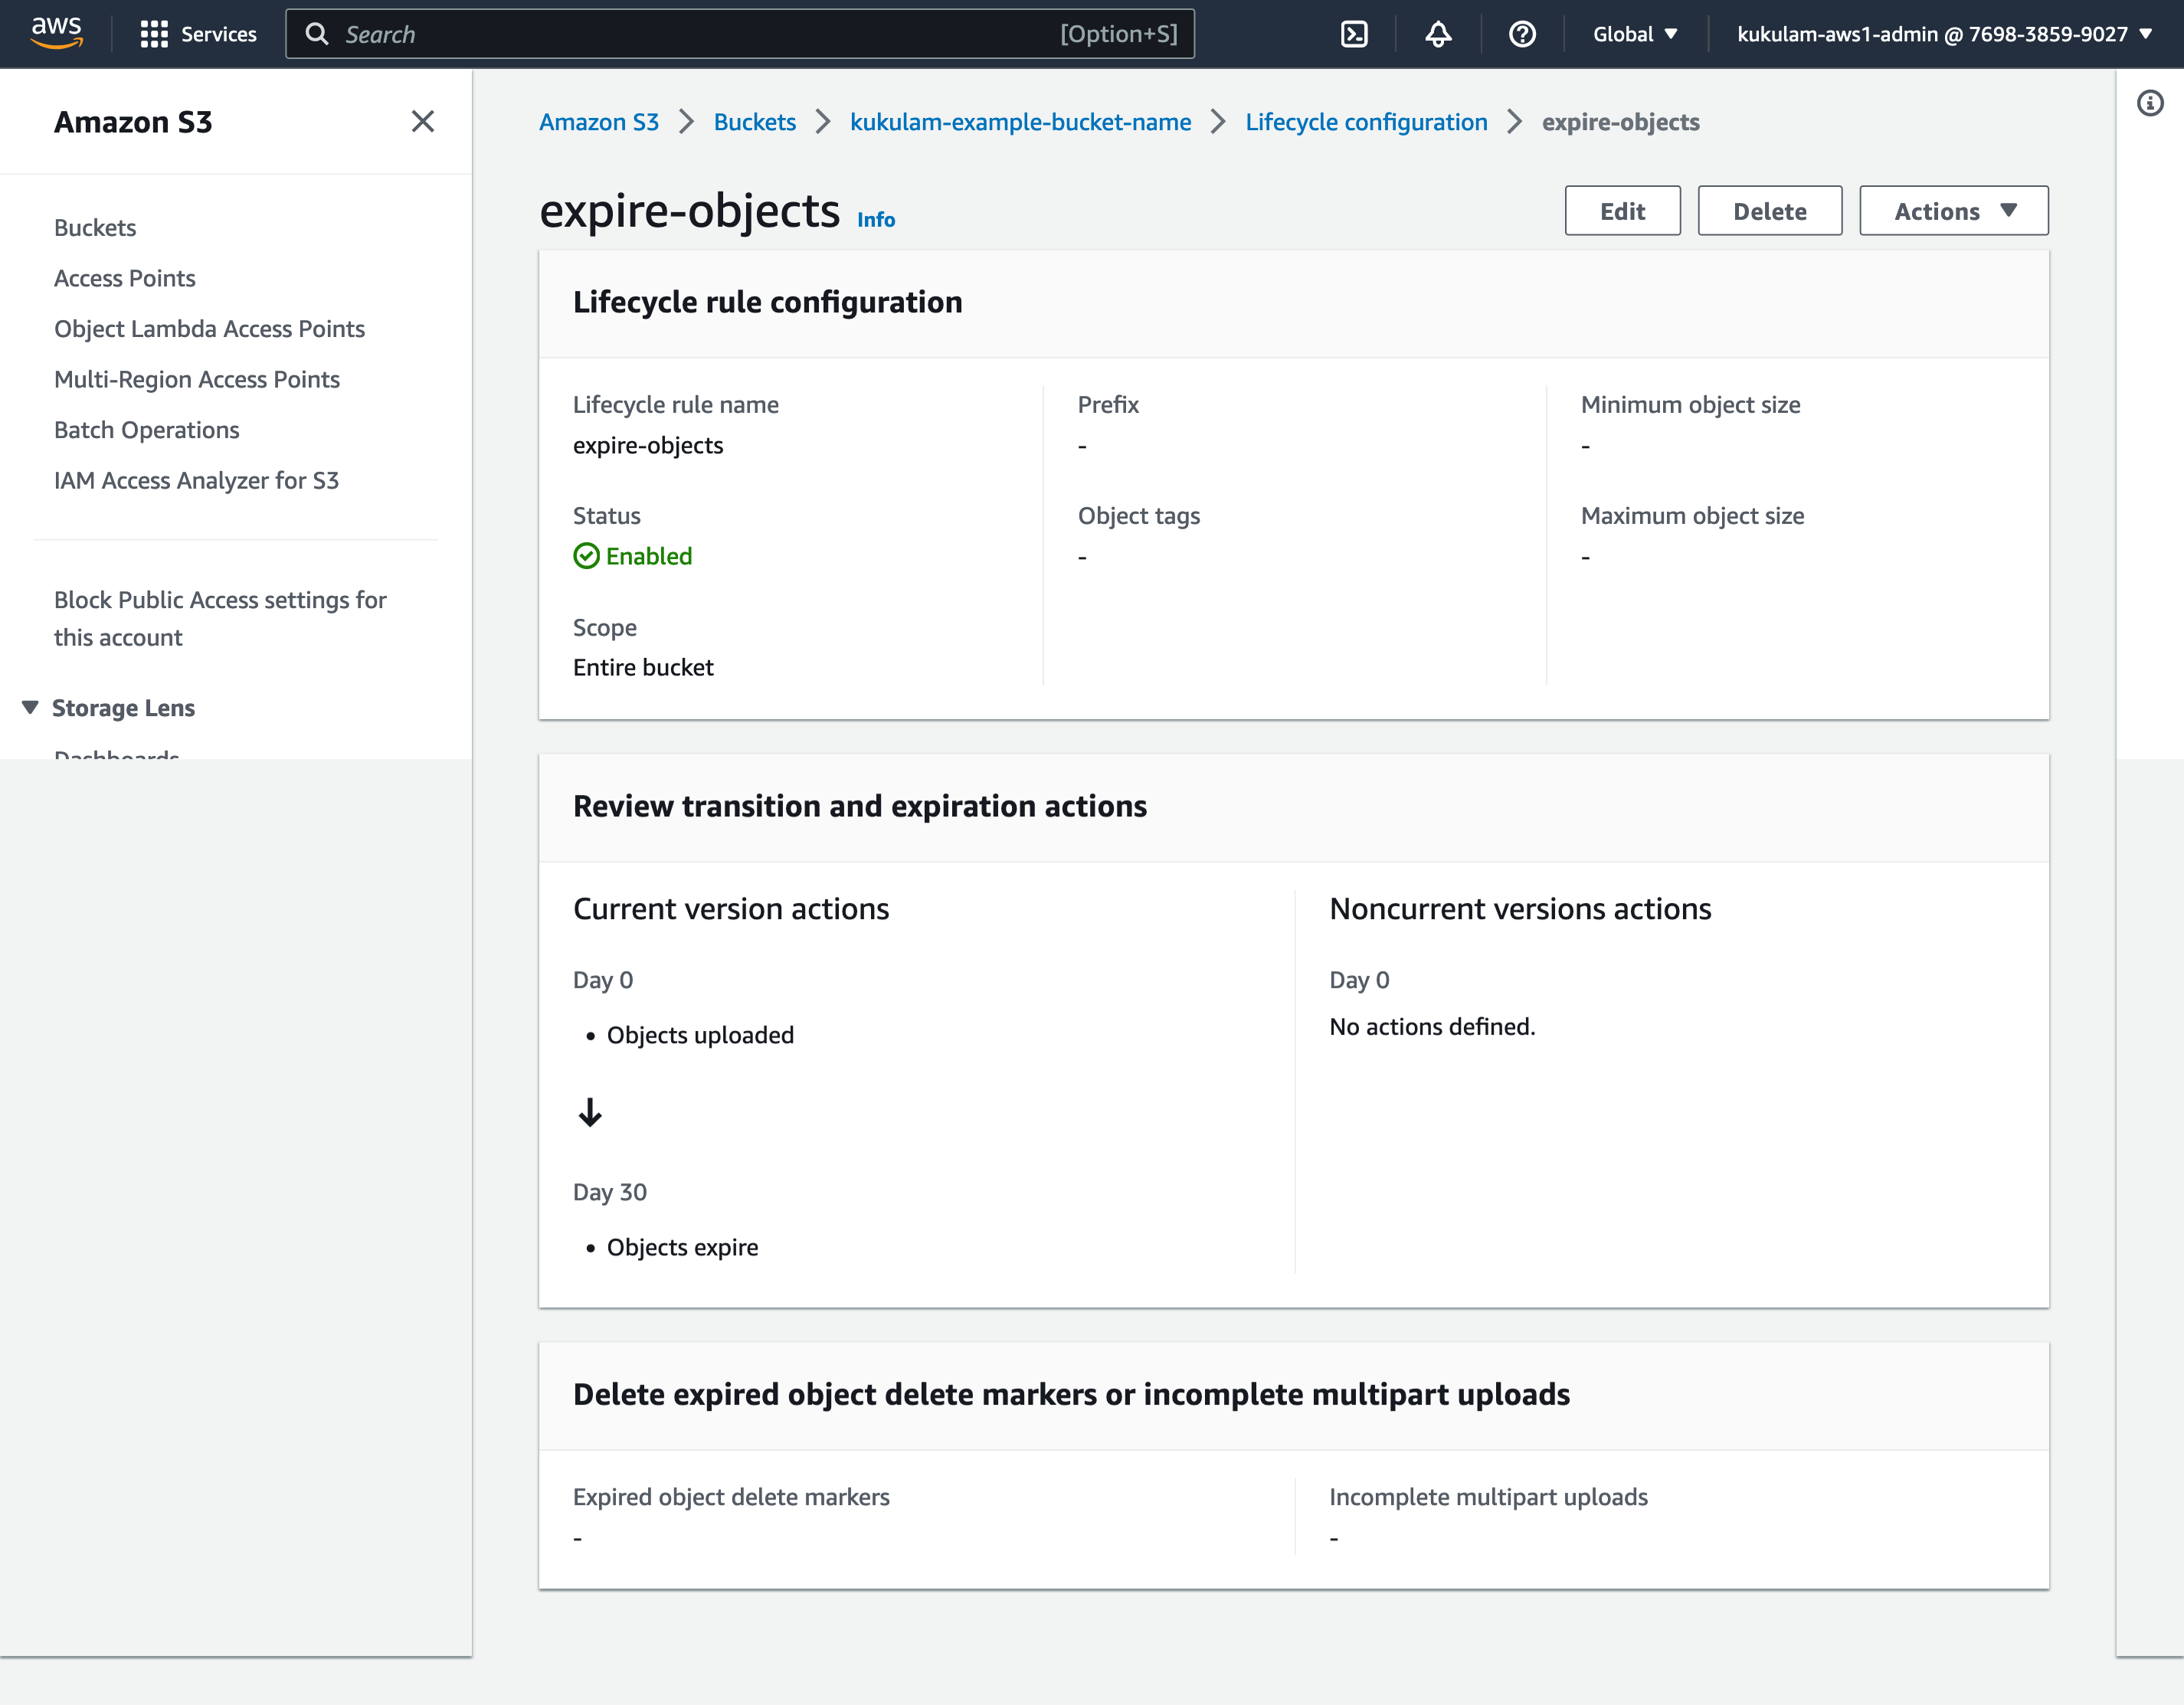 aws
Services
Search [Option+S]
Global
kukulam-aws1-admin @ 7698-3859-9027
Amazon S3
Buckets
Access Points
Object Lambda Access Points
Multi-Region Access Points
Batch Operations
IAM Access Analyzer for S3
Block Public Access settings for
this account
Storage Lens
Dashboards
Amazon S3 > Buckets > kukulam-example-bucket-name > Lifecycle configuration > expire-objects
expire-objects Info
Edit
Delete
Actions
Lifecycle rule configuration
Lifecycle rule name
expire-objects
Status
Enabled
Scope
Entire bucket
Prefix
-
Object tags
-
Minimum object size
-
Maximum object size
-
Review transition and expiration actions
Current version actions
Day 0
• Objects uploaded
Day 30
• Objects expire
Noncurrent versions actions
Day 0
No actions defined.
Delete expired object delete markers or incomplete multipart uploads
Expired object delete markers
-
Incomplete multipart uploads
-